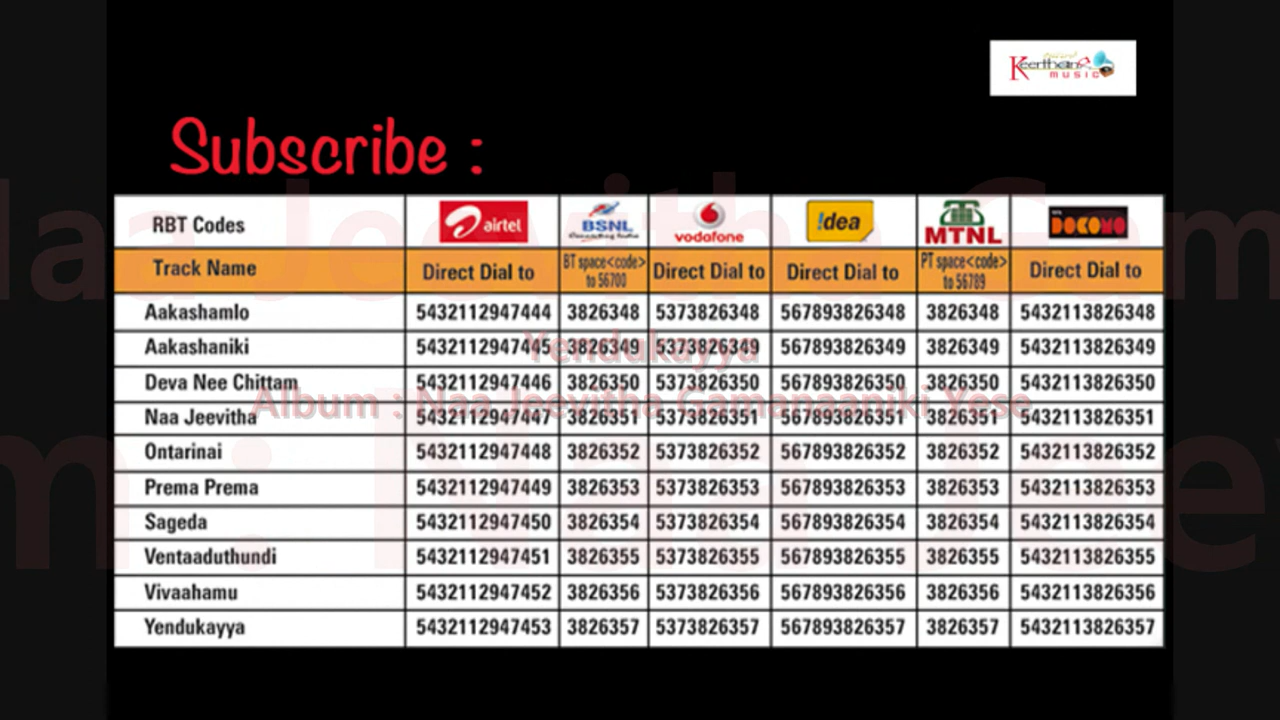 Keerthana
MUSIC
Subscribe :
RBT Codes airtel BSNL Connecting India vodafone !dea MTNL TATA DOCOMO
Track Name Direct Dial to BT space<code> to 56700 Direct Dial to Direct Dial to PT space<code> to 56789 Direct Dial to
Aakashamlo 5432112947444 3826348 5373826348 567893826348 3826348 5432113826348
Aakashaniki 5432112947445 3826349 5373826349 567893826349 3826349 5432113826349
Yendukayya
Deva Nee Chittam 5432112947446 3826350 5373826350 567893826350 3826350 5432113826350
Album : Naa Jeevitha Gamanaaniki Yese
Naa Jeevitha 5432112947447 3826351 5373826351 567893826351 3826351 5432113826351
Ontarinai 5432112947448 3826352 5373826352 567893826352 3826352 5432113826352
Prema Prema 5432112947449 3826353 5373826353 567893826353 3826353 5432113826353
Sageda 5432112947450 3826354 5373826354 567893826354 3826354 5432113826354
Ventaaduthundi 5432112947451 3826355 5373826355 567893826355 3826355 5432113826355
Vivaahamu 5432112947452 3826356 5373826356 567893826356 3826356 5432113826356
Yendukayya 5432112947453 3826357 5373826357 567893826357 3826357 5432113826357